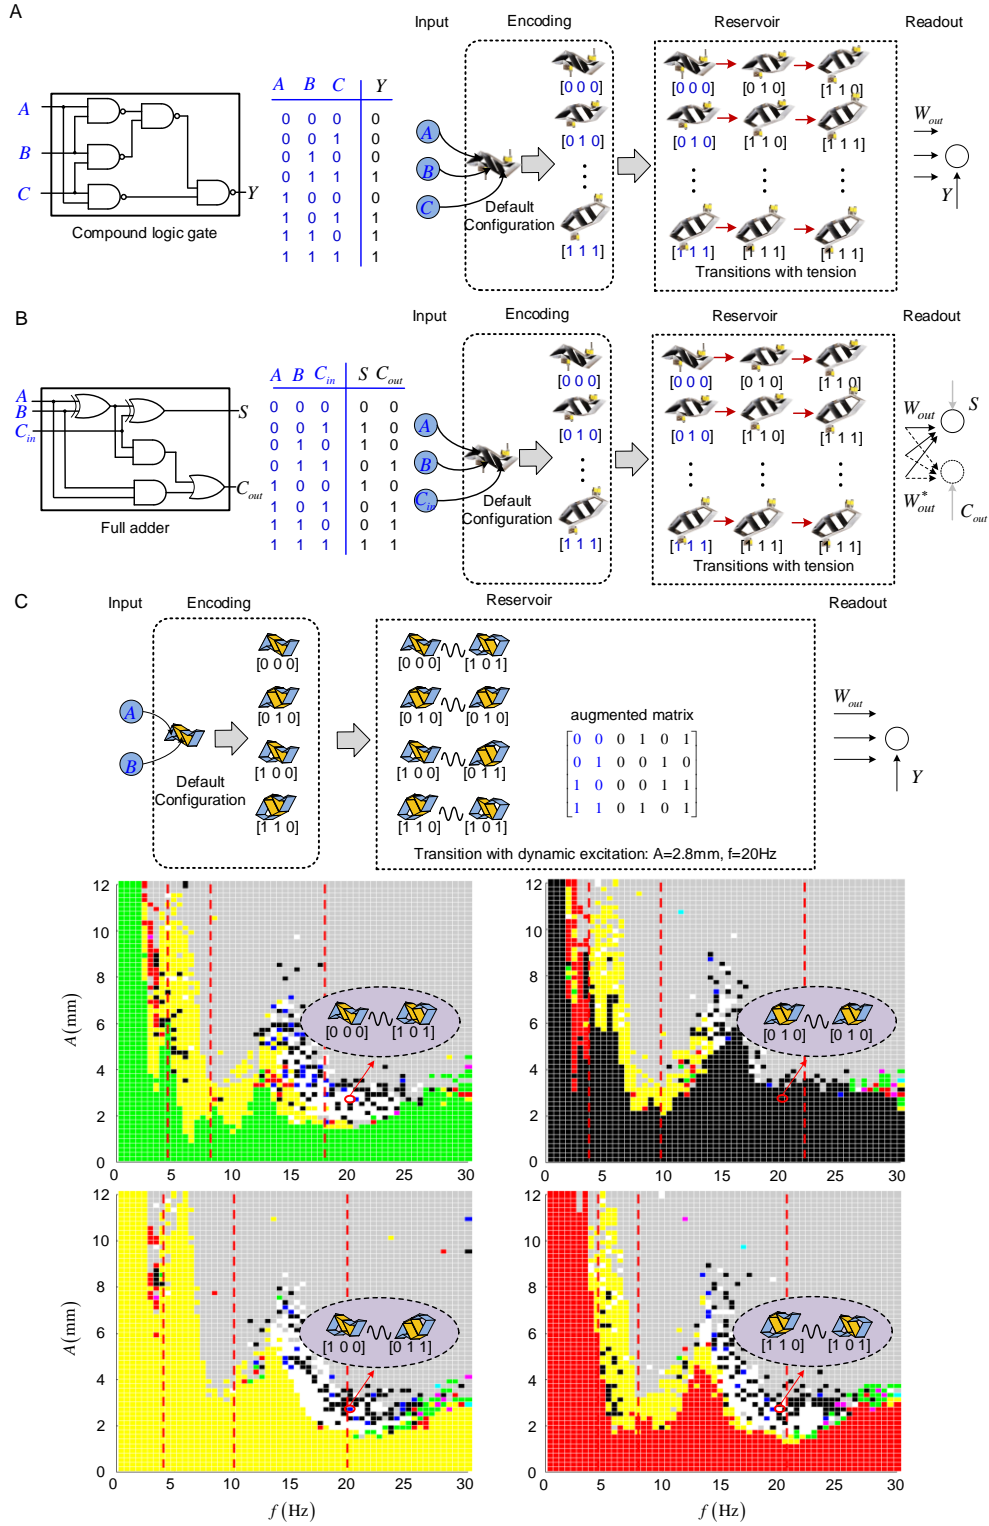 A
Input Encoding Reservoir Readout
A B C Y
0 0 0 0
0 0 1 0
0 1 0 0
0 1 1 1
1 0 0 0
1 0 1 1
1 1 0 1
1 1 1 1
A
B
C
Y
Compound logic gate
A
B
C
Default
Configuration
[0 0 0]
[0 1 0]
[1 1 1]
[0 0 0] [0 1 0] [1 1 0]
[0 1 0] [1 1 0] [1 1 1]
[1 1 1] [1 1 1] [1 1 1]
Transitions with tension
W_out
Y
B
Input Encoding Reservoir Readout
A B C_in S C_out
0 0 0 0 0
0 0 1 1 0
0 1 0 1 0
0 1 1 0 1
1 0 0 1 0
1 0 1 0 1
1 1 0 0 1
1 1 1 1 1
A
B
C_in
S
C_out
Full adder
A
B
C_in
Default
Configuration
[0 0 0]
[0 1 0]
[1 1 1]
[0 0 0] [0 1 0] [1 1 0]
[0 1 0] [1 1 0] [1 1 1]
[1 1 1] [1 1 1] [1 1 1]
Transitions with tension
W_out
S
W*_out
C_out
C
Input Encoding Reservoir Readout
A
B
Default
Configuration
[0 0 0]
[0 1 0]
[1 0 0]
[1 1 0]
[0 0 0] [1 0 1]
[0 1 0] [0 1 0]
[1 0 0] [0 1 1]
[1 1 0] [1 0 1]
augmented matrix
0 0 0 1 0 1
0 1 0 0 1 0
1 0 0 0 1 1
1 1 0 1 0 1
Transition with dynamic excitation: A=2.8mm, f=20Hz
W_out
Y
12
10
8
6
4
2
0
A(mm)
0 5 10 15 20 25 30
[0 0 0] [1 0 1]
12
10
8
6
4
2
0
0 5 10 15 20 25 30
[0 1 0] [0 1 0]
12
10
8
6
4
2
0
A(mm)
0 5 10 15 20 25 30
f (Hz)
[1 0 0] [0 1 1]
12
10
8
6
4
2
0
0 5 10 15 20 25 30
f (Hz)
[1 1 0] [1 0 1]